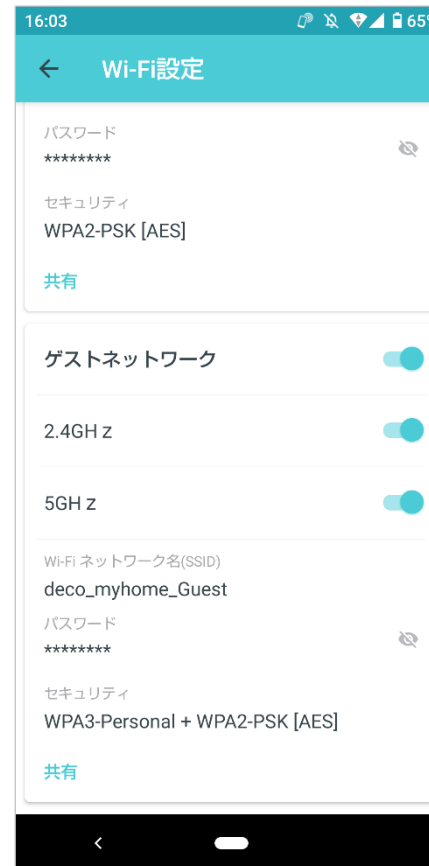 16:03
65%
Wi-Fi設定
パスワード
********
セキュリティ
WPA2-PSK [AES]
共有
ゲストネットワーク
2.4GH z
5GH z
Wi-Fi ネットワーク名(SSID)
deco_myhome_Guest
パスワード
********
セキュリティ
WPA3-Personal + WPA2-PSK [AES]
共有